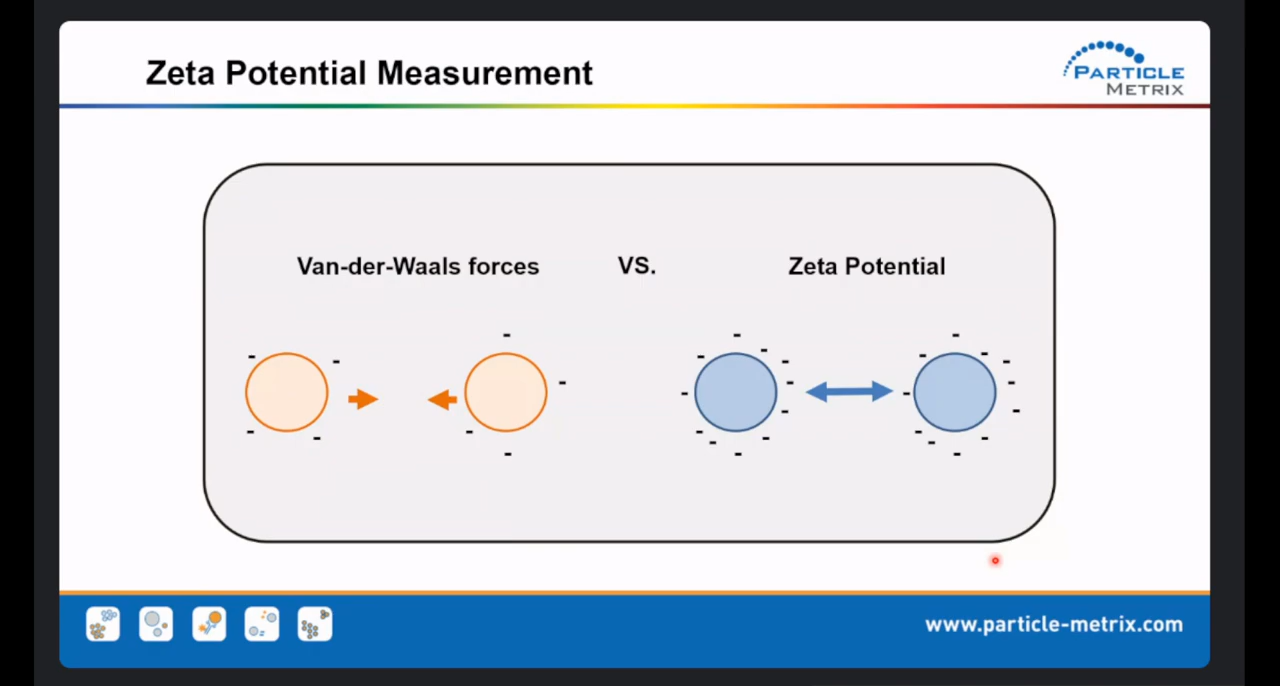 Zeta Potential Measurement
PARTICLE
METRIX
Van-der-Waals forces VS. Zeta Potential
www.particle-metrix.com